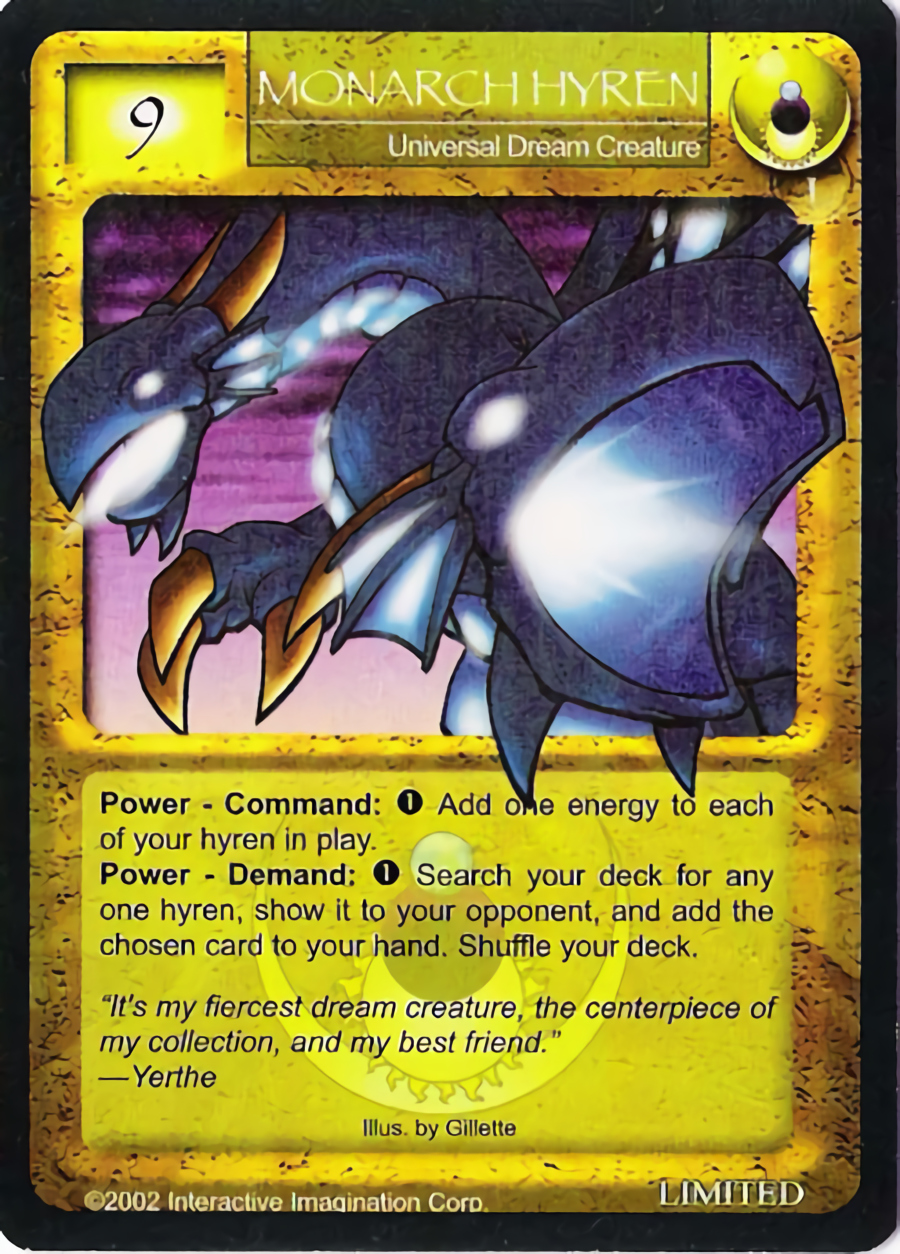 9
MONARCH HYREN
Universal Dream Creature
Power - Command: ❶ Add one energy to each
of your hyren in play.
Power - Demand: ❶ Search your deck for any
one hyren, show it to your opponent, and add the
chosen card to your hand. Shuffle your deck.
“It's my fiercest dream creature, the centerpiece of
my collection, and my best friend.”
—Yerthe
Illus. by Gillette
©2002 Interactive Imagination Corp.
LIMITED